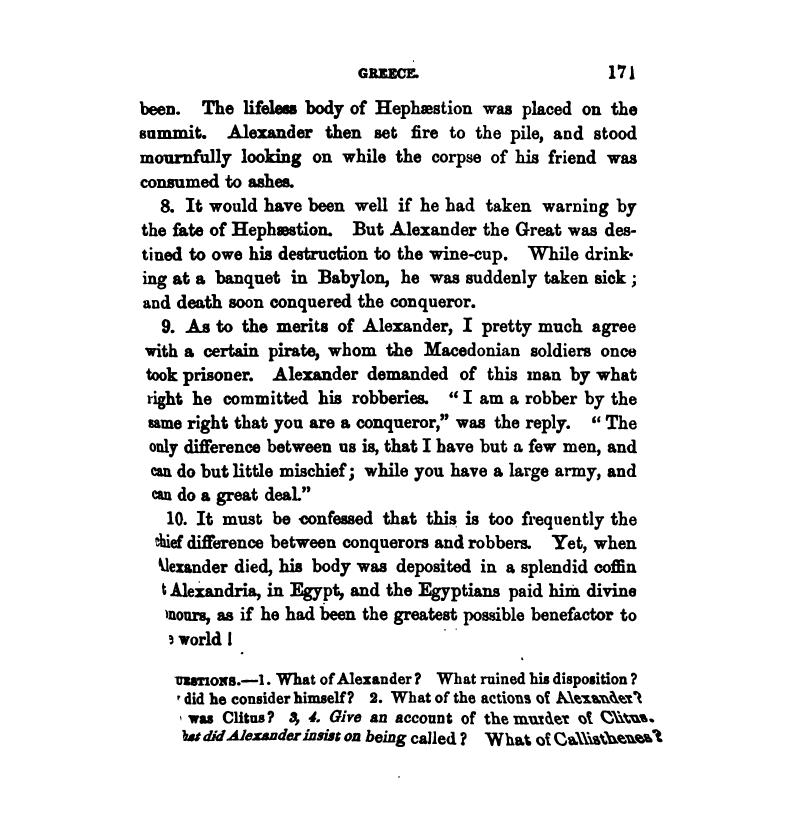 GREECE. 171
been. The lifeless body of Hephæstion was placed on the
summit. Alexander then set fire to the pile, and stood
mournfully looking on while the corpse of his friend was
consumed to ashes.
8. It would have been well if he had taken warning by
the fate of Hephæstion. But Alexander the Great was des-
tined to owe his destruction to the wine-cup. While drink-
ing at a banquet in Babylon, he was suddenly taken sick;
and death soon conquered the conqueror.
9. As to the merits of Alexander, I pretty much agree
with a certain pirate, whom the Macedonian soldiers once
took prisoner. Alexander demanded of this man by what
right he committed his robberies. "I am a robber by the
same right that you are a conqueror," was the reply. "The
only difference between us is, that I have but a few men, and
can do but little mischief; while you have a large army, and
can do a great deal."
10. It must be confessed that this is too frequently the
chief difference between conquerors and robbers. Yet, when
Alexander died, his body was deposited in a splendid coffin
t Alexandria, in Egypt, and the Egyptians paid him divine
nours, as if he had been the greatest possible benefactor to
e world!
UESTIONS.—1. What of Alexander? What ruined his disposition?
did he consider himself? 2. What of the actions of Alexander?
was Clitus? 3, 4. Give an account of the murder of Clitus.
hat did Alexander insist on being called? What of Callisthenes?